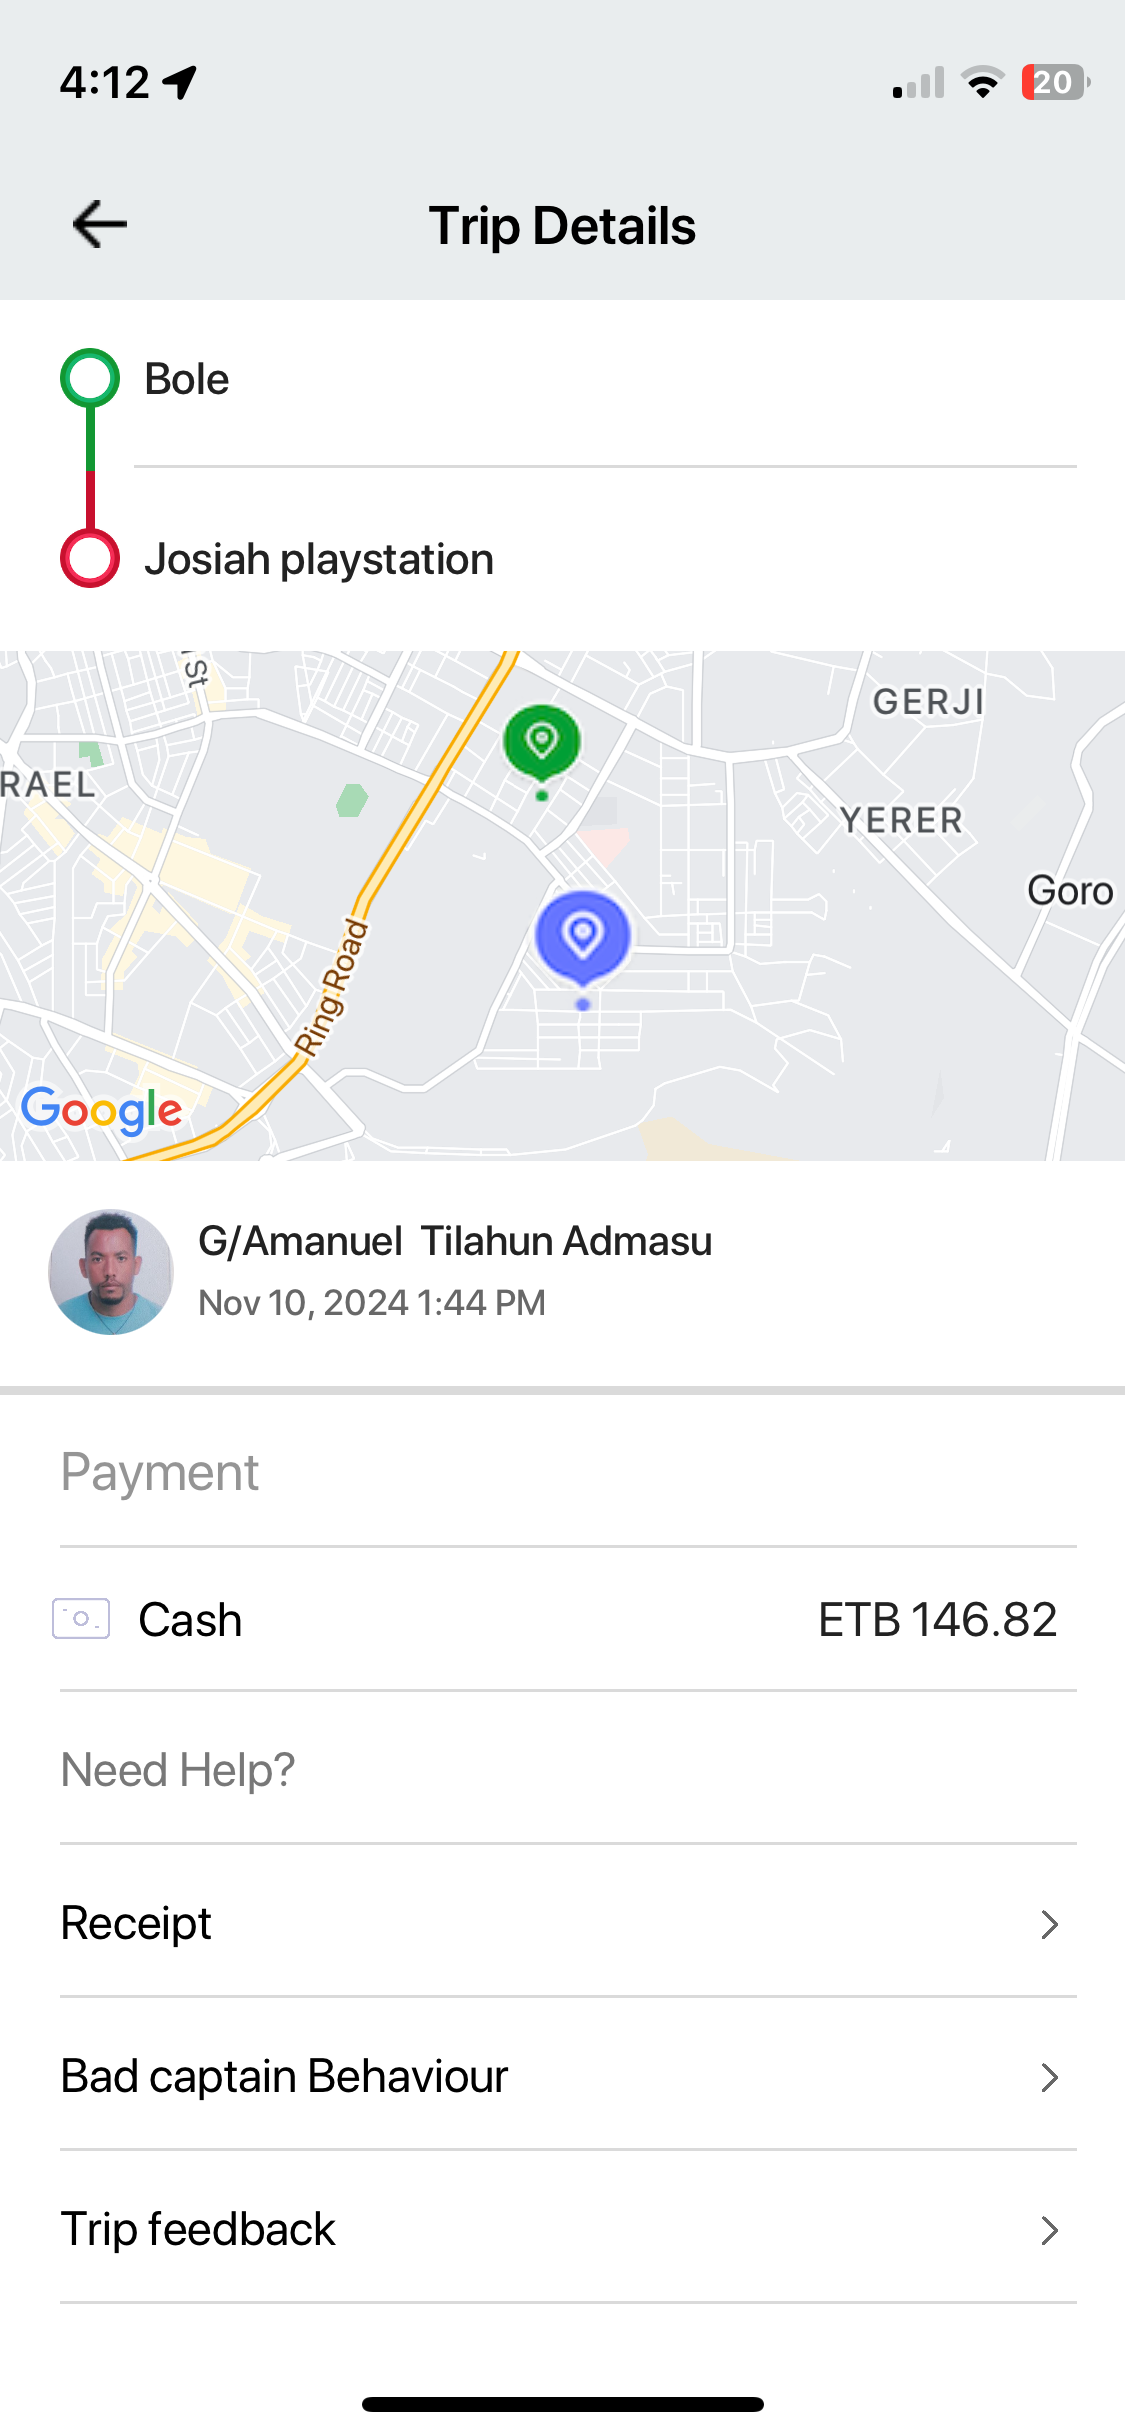 4:12
20
Trip Details
Bole
Josiah playstation
St
GERJI
RAEL
YERER
Goro
Ring Road
Google
G/Amanuel  Tilahun Admasu
Nov 10, 2024 1:44 PM
Payment
Cash
ETB 146.82
Need Help?
Receipt
Bad captain Behaviour
Trip feedback